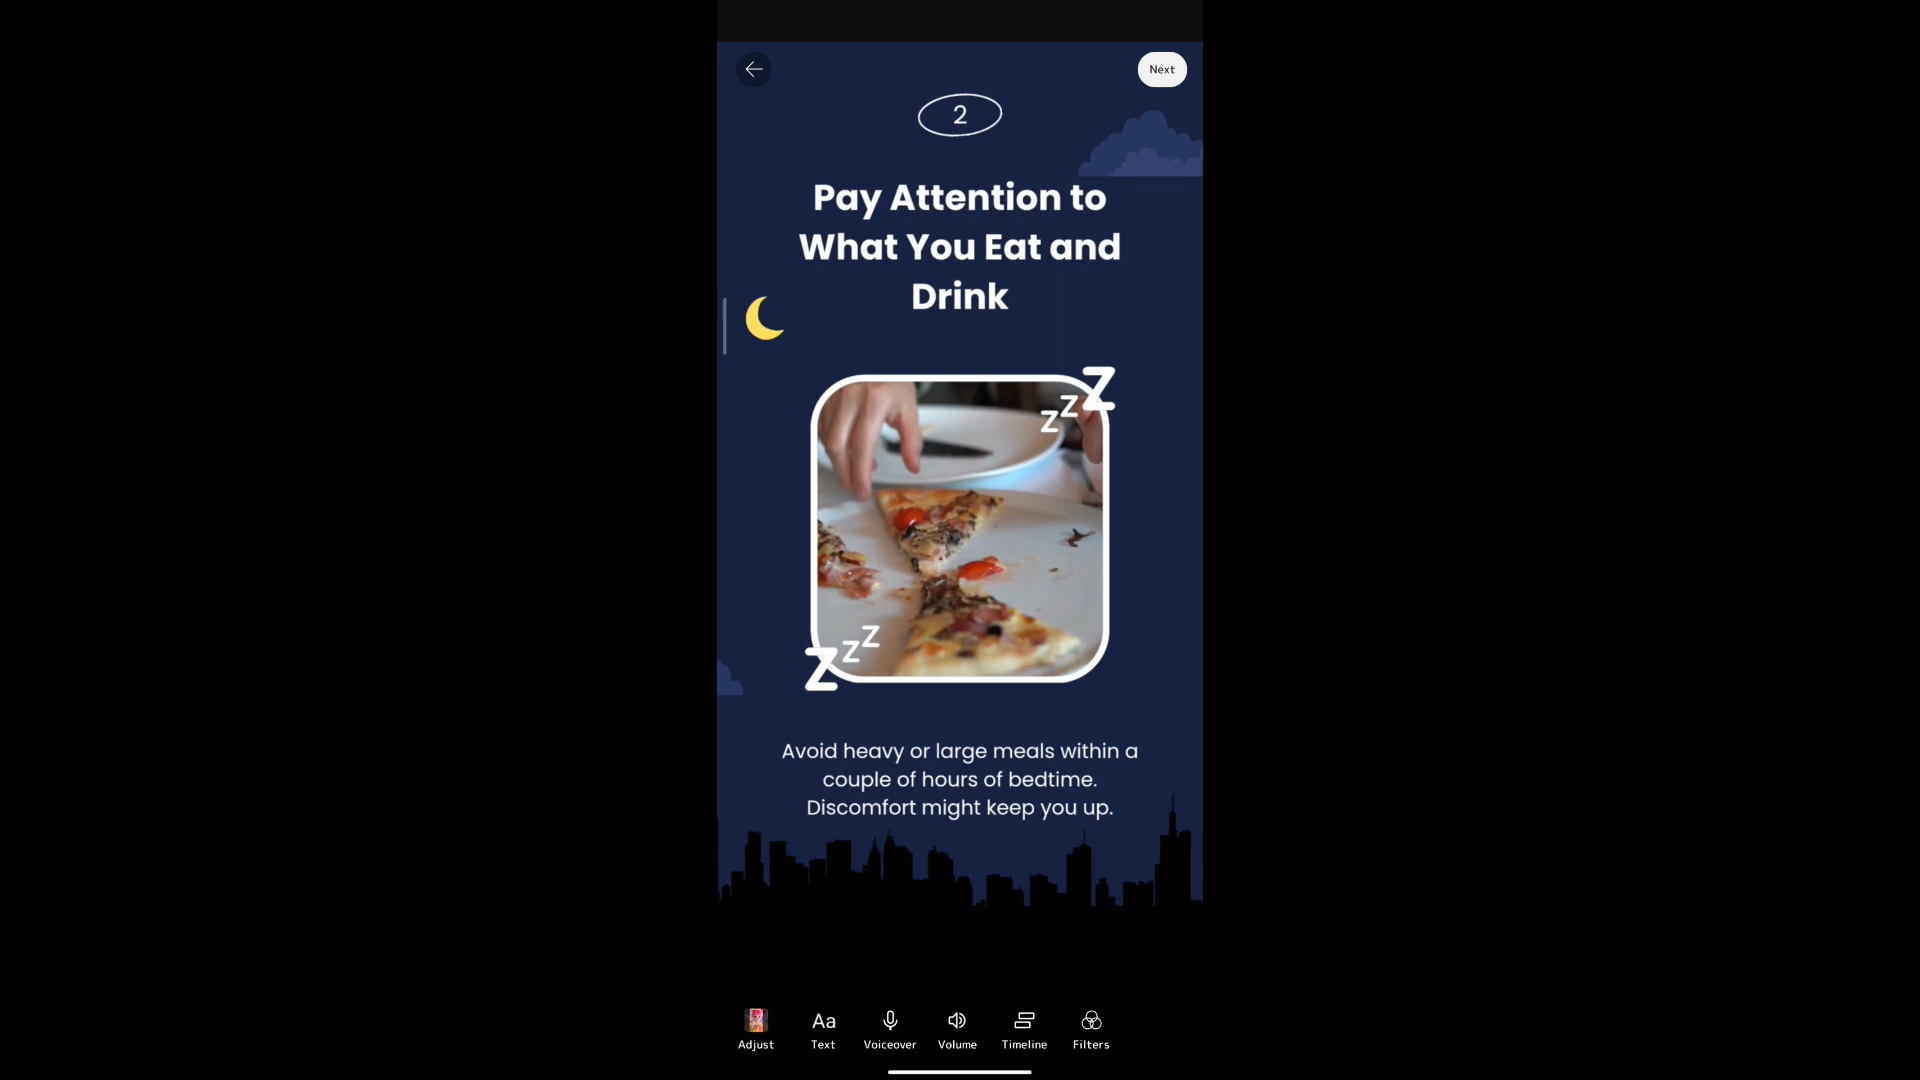 Next
2
Pay Attention to
What You Eat and
Drink
z z Z
z z
Z
Avoid heavy or large meals within a
couple of hours of bedtime.
Discomfort might keep you up.
Adjust
Aa
Text
Voiceover
Volume
Timeline
Filters